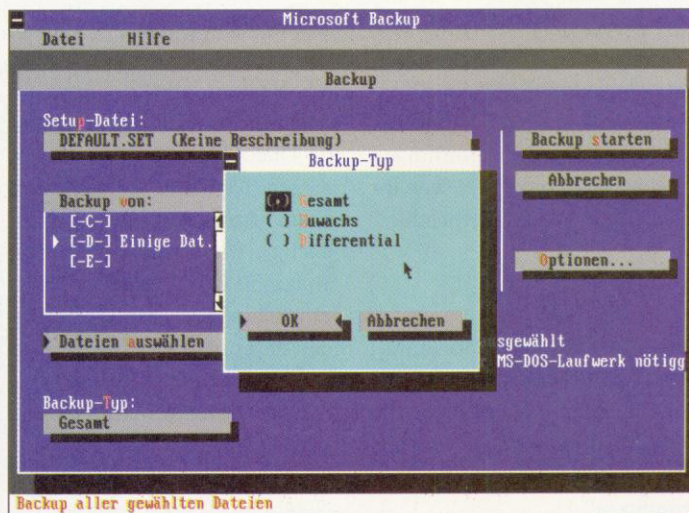 Microsoft Backup
Datei Hilfe
Backup
Setup-Datei:
DEFAULT.SET (Keine Beschreibung)
Backup starten
Abbrechen
Backup von:
[-C-]
[-D-] Einige Dat.
[-E-]
Optionen...
Backup-Typ
(•) Gesamt
( ) Zuwachs
( ) Differential
OK Abbrechen
Dateien auswählen
usgewählt
MS-DOS-Laufwerk nötigg
Backup-Typ:
Gesamt
Backup aller gewählten Dateien